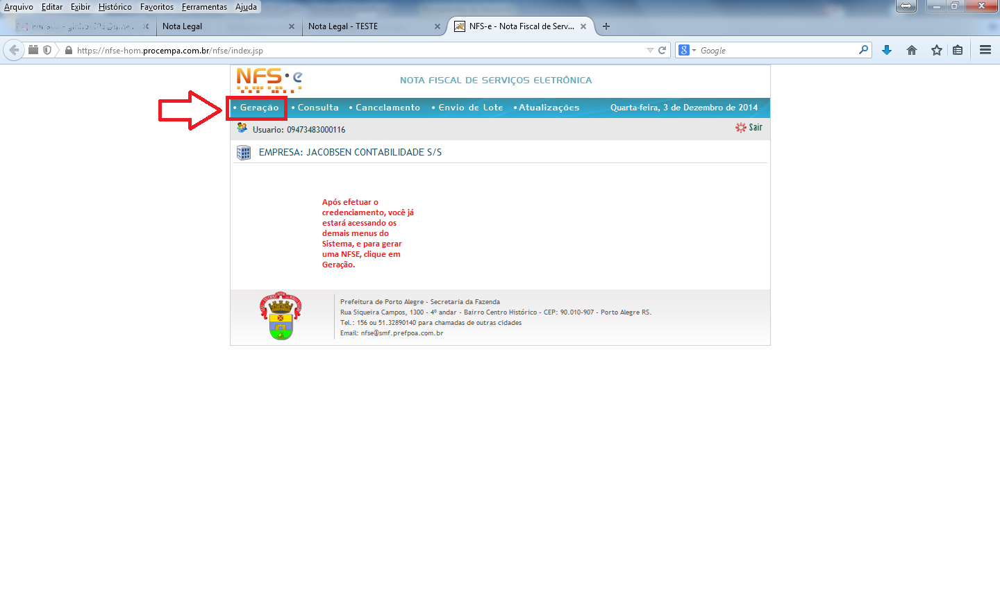 Arquivo Editar Exibir Histórico Favoritos Ferramentas Ajuda
Nota Legal
Nota Legal - TESTE
NFS-e - Nota Fiscal de Serv...
https://nfse-hom.procempa.com.br/nfse/index.jsp
Google
NFS·e
NOTA FISCAL DE SERVIÇOS ELETRÔNICA
• Geração • Consulta • Cancelamento • Envio de Lote • Atualizações Quarta-feira, 3 de Dezembro de 2014
Usuario: 09473483000116
Sair
EMPRESA: JACOBSEN CONTABILIDADE S/S
Após efetuar o
credenciamento, você já
estará acessando os
demais menus do
Sistema, e para gerar
uma NFSE, clique em
Geração.
Prefeitura de Porto Alegre - Secretaria da Fazenda
Rua Siqueira Campos, 1300 - 4º andar - Bairro Centro Histórico - CEP: 90.010-907 - Porto Alegre RS.
Tel.: 156 ou 51.32890140 para chamadas de outras cidades
Email: nfse@smf.prefpoa.com.br